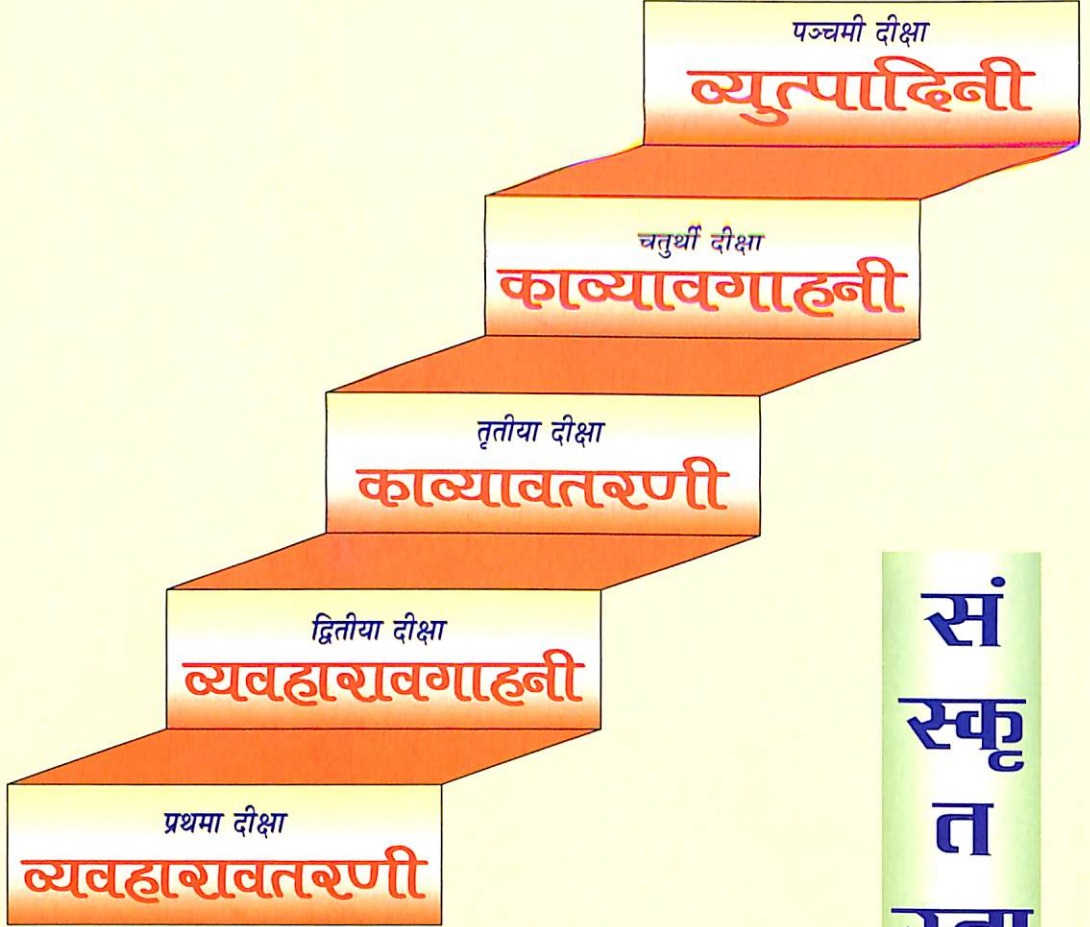 पञ्चमी दीक्षा
व्युत्पादिनी
चतुर्थी दीक्षा
काव्यावगाहनी
तृतीया दीक्षा
काव्यावतरणी
द्वितीया दीक्षा
व्यवहारावगाहनी
प्रथमा दीक्षा
व्यवहारावतरणी
सं
स्कृ
त